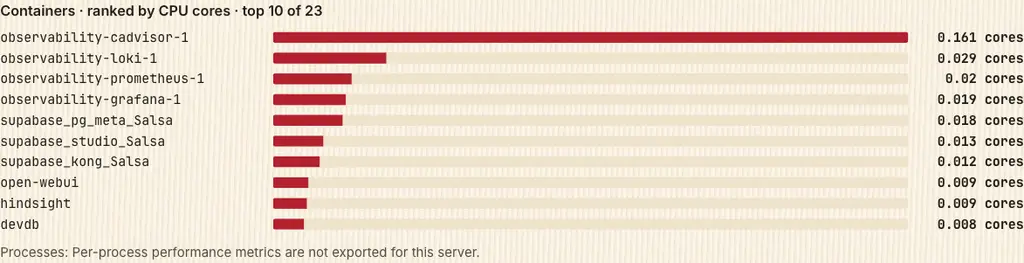 Containers · ranked by CPU cores · top 10 of 23
observability-cadvisor-1 0.161 cores
observability-loki-1 0.029 cores
observability-prometheus-1 0.02 cores
observability-grafana-1 0.019 cores
supabase_pg_meta_Salsa 0.018 cores
supabase_studio_Salsa 0.013 cores
supabase_kong_Salsa 0.012 cores
open-webui 0.009 cores
hindsight 0.009 cores
devdb 0.008 cores
Processes: Per-process performance metrics are not exported for this server.